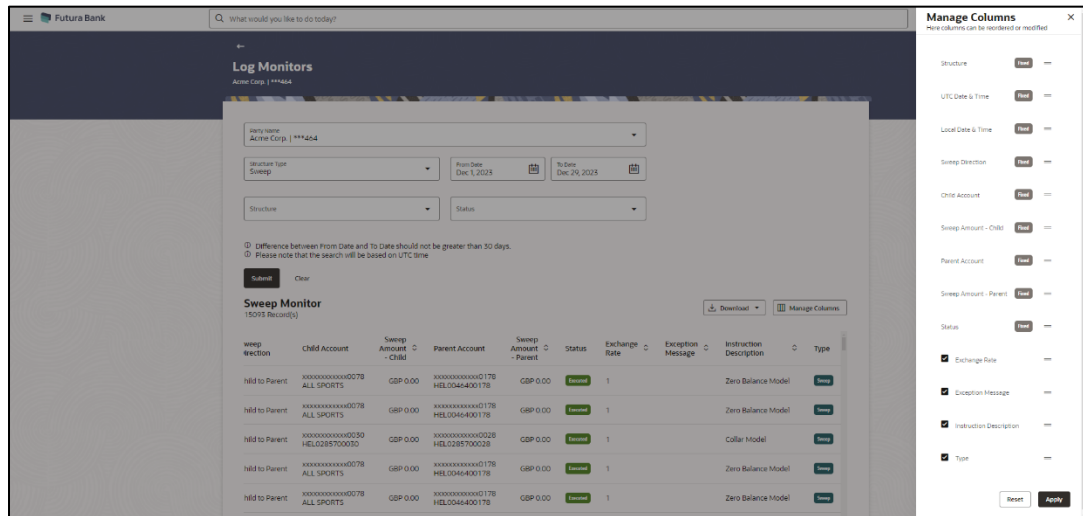 Futura Bank
What would you like to do today?
Log Monitors
Acme Corp. | ***464
Party Name
Acme Corp. | ***464
Structure Type
Sweep
From Date
Dec 1, 2023
To Date
Dec 29, 2023
Structure
Status
Difference between From Date and To Date should not be greater than 30 days.
Please note that the search will be based on UTC time
Submit Clear
Sweep Monitor
15093 Record(s)
Download Manage Columns
weep
irection Child Account Sweep Amount - Child Parent Account Sweep Amount - Parent Status Exchange Rate Exception Message Instruction Description Type
hild to Parent xxxxxxxxxxxx0078 GBP 0.00 xxxxxxxxxxxx0178 GBP 0.00 Executed 1 Zero Balance Model Sweep
ALL SPORTS HEL0046400178
hild to Parent xxxxxxxxxxxx0078 GBP 0.00 xxxxxxxxxxxx0178 GBP 0.00 Executed 1 Zero Balance Model Sweep
ALL SPORTS HEL0046400178
hild to Parent xxxxxxxxxxxx0030 GBP 0.00 xxxxxxxxxxxx0028 GBP 0.00 Executed 1 Collar Model Sweep
HEL0285700030 HEL0285700028
hild to Parent xxxxxxxxxxxx0078 GBP 0.00 xxxxxxxxxxxx0178 GBP 0.00 Executed 1 Zero Balance Model Sweep
ALL SPORTS HEL0046400178
hild to Parent xxxxxxxxxxxx0078 GBP 0.00 xxxxxxxxxxxx0178 GBP 0.00 Executed 1 Zero Balance Model Sweep
ALL SPORTS HEL0046400178
Manage Columns
Here columns can be reordered or modified
Structure Fixed
UTC Date & Time Fixed
Local Date & Time Fixed
Sweep Direction Fixed
Child Account Fixed
Sweep Amount - Child Fixed
Parent Account Fixed
Sweep Amount - Parent Fixed
Status Fixed
Exchange Rate
Exception Message
Instruction Description
Type
Reset Apply